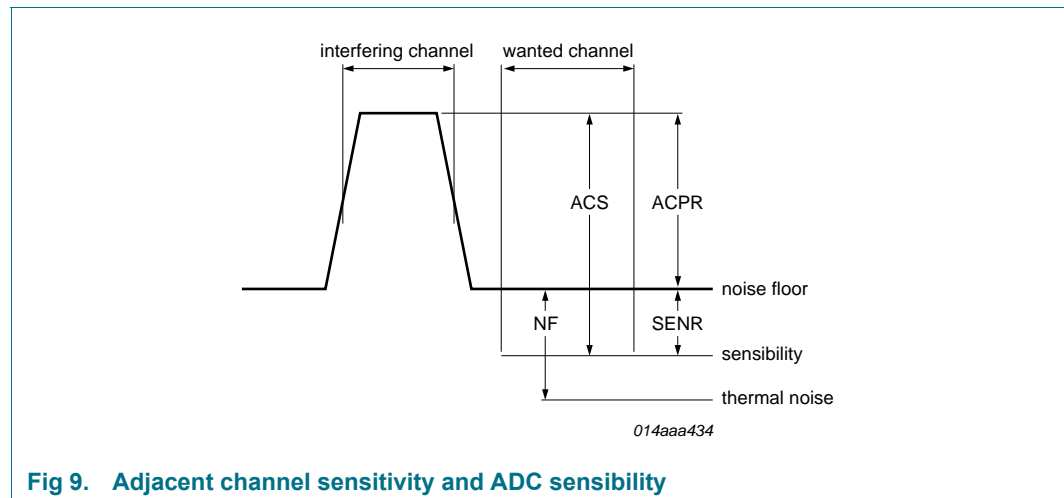 interfering channel wanted channel
ACS ACPR
noise floor
NF SENR
sensibility
thermal noise
014aaa434
Fig 9. Adjacent channel sensitivity and ADC sensibility